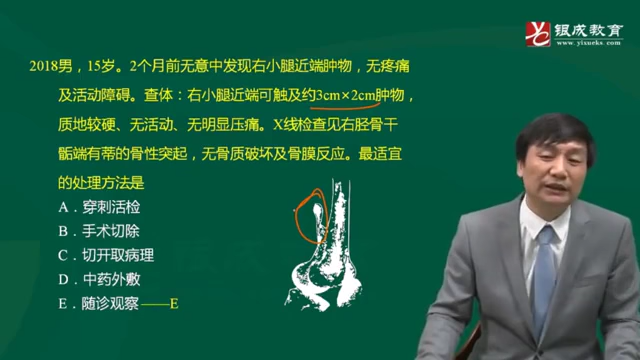 银成教育
www.yixueks.com
2018男，15岁。2个月前无意中发现右小腿近端肿物，无疼痛
及活动障碍。查体：右小腿近端可触及约3cm×2cm肿物，
质地较硬、无活动、无明显压痛。X线检查见右胫骨干
骺端有蒂的骨性突起，无骨质破坏及骨膜反应。最适宜
的处理方法是
A．穿刺活检
B．手术切除
C．切开取病理
D．中药外敷
E．随诊观察——E
银成教育